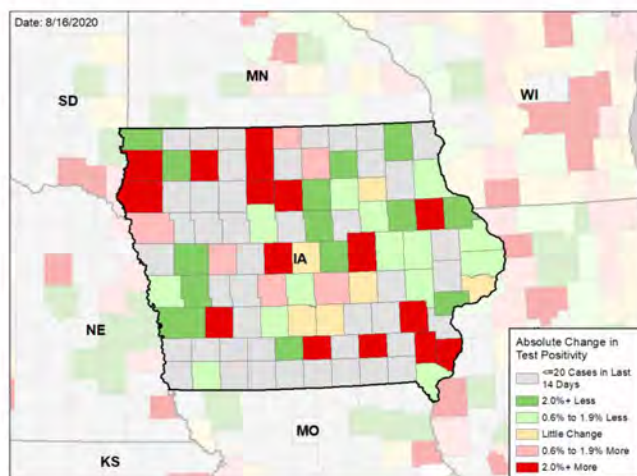 Date: 8/16/2020
MN
SD
WI
IA
NE
MO
KS
Absolute Change in
Test Positivity
<=20 Cases in Last
14 Days
2.0%+ Less
0.6% to 1.9% Less
Little Change
0.6% to 1.9% More
2.0%+ More